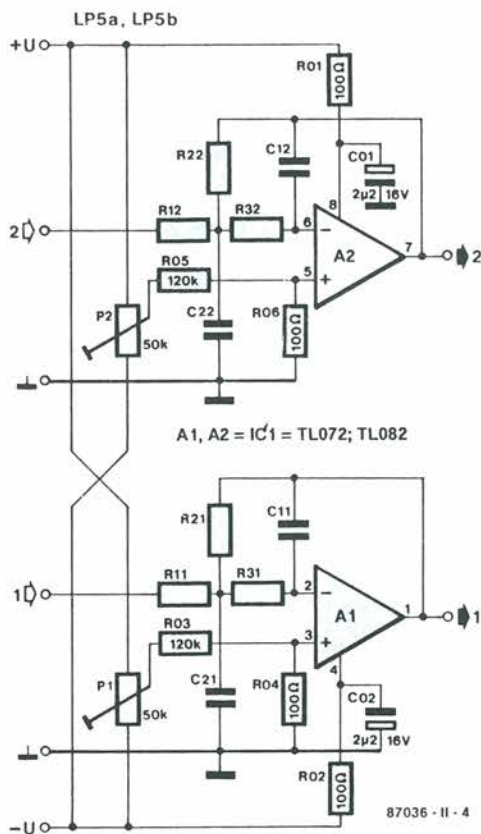 LP5a, LP5b
+U
R01
100Ω
R22
C12
C01
2µ2 16V
8
2
R12
R32
6
−
A2
7
2
R05
120k
5
+
P2
50k
C22
R06
100Ω
⊥
A1, A2 = IC1 = TL072; TL082
R21
C11
1
R11
R31
2
−
A1
1
R03
120k
3
+
4
P1
50k
C21
R04
100Ω
C02
2µ2 16V
⊥
R02
100Ω
−U
87036 - II - 4